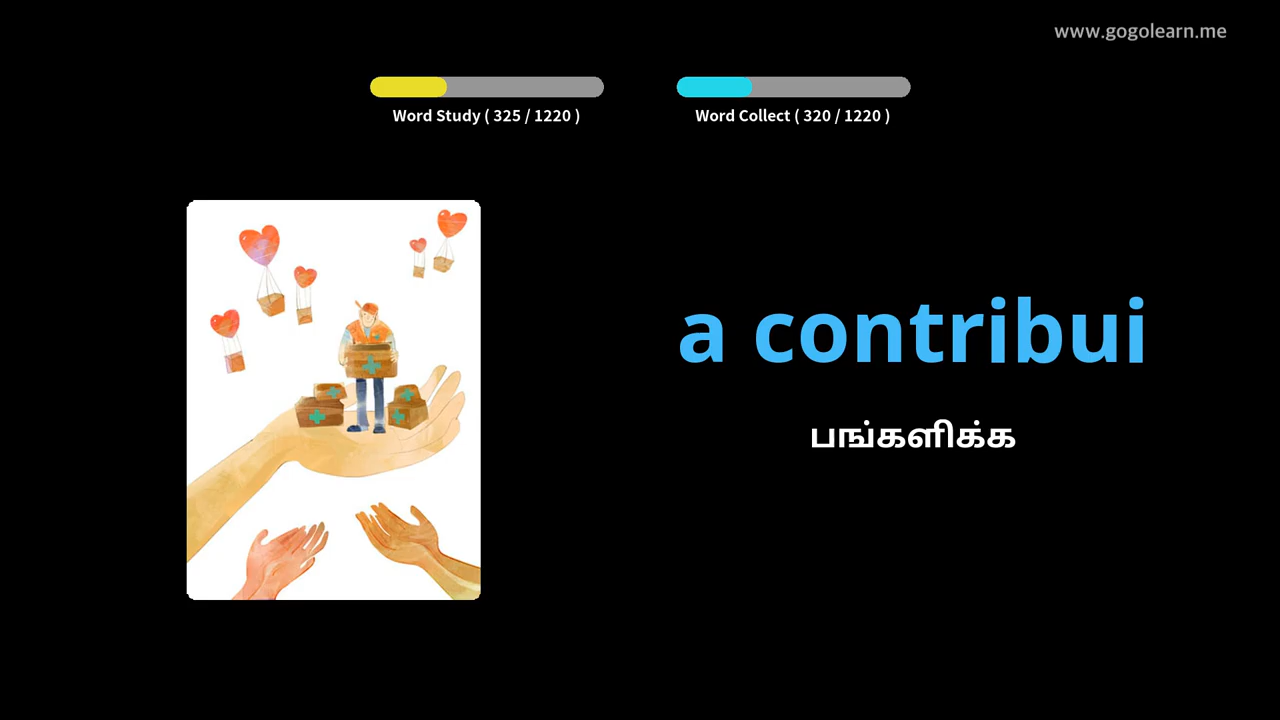 www.gogolearn.me
Word Study ( 325 / 1220 )
Word Collect ( 320 / 1220 )
a contribui
பங்களிக்க